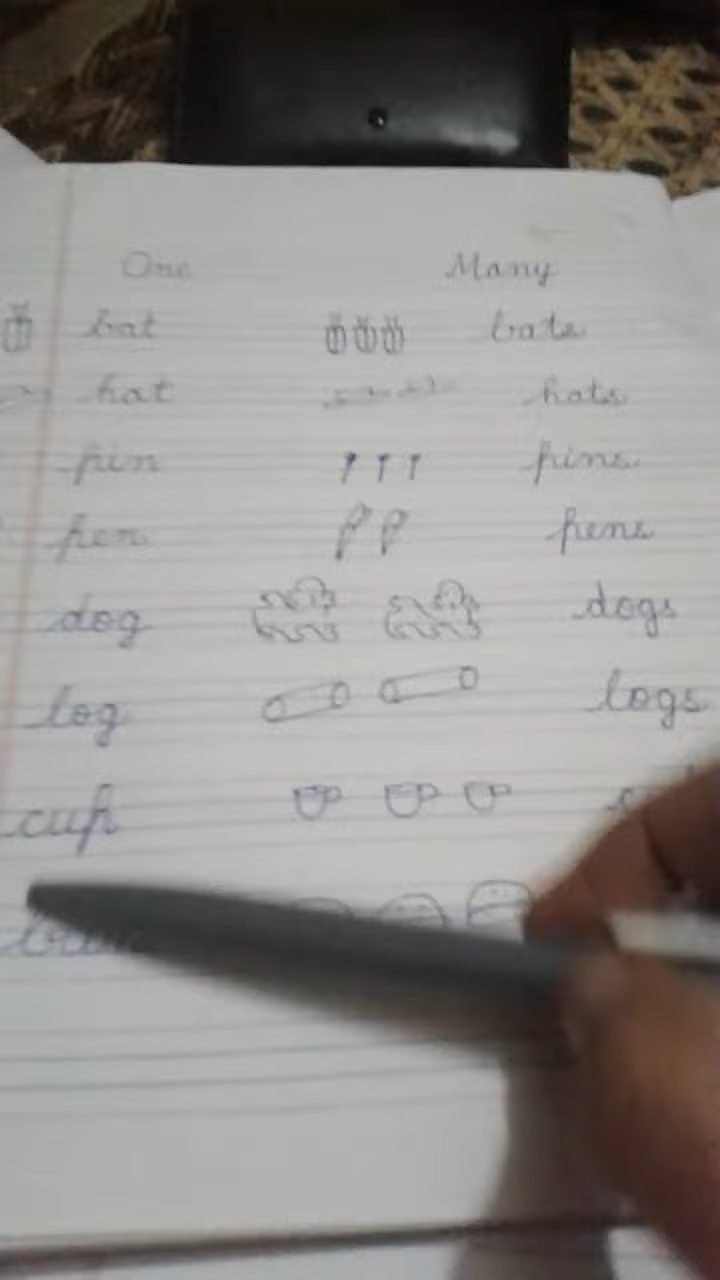 One Many
bat bats
hat hats
pin pins
pen pens
dog dogs
log logs
cup